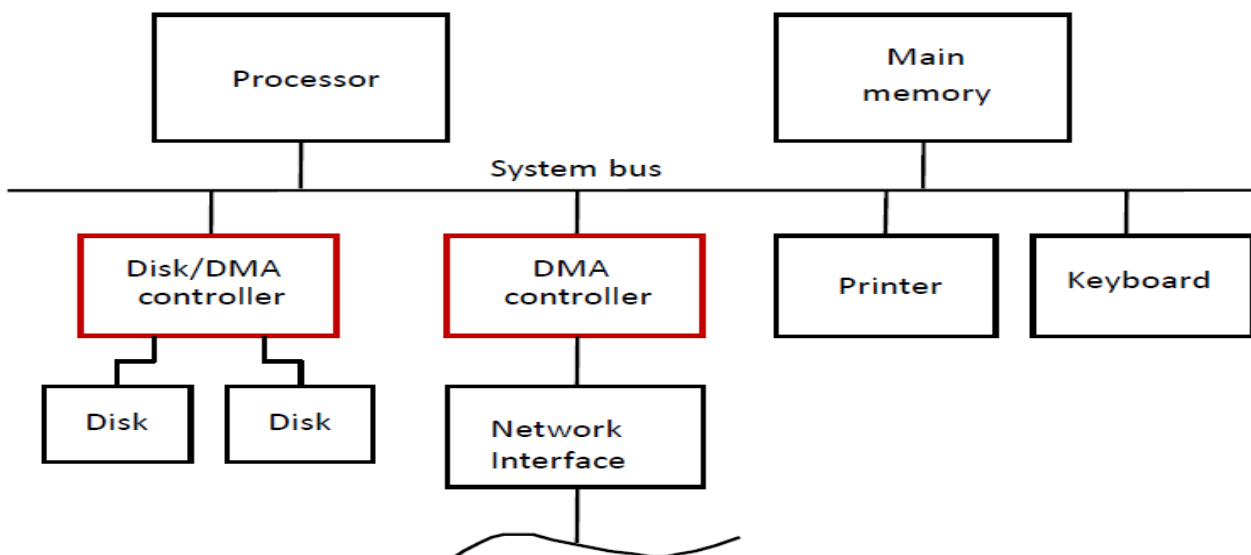 Processor
Main
memory
System bus
Disk/DMA
controller
DMA
controller
Printer
Keyboard
Disk
Disk
Network
Interface